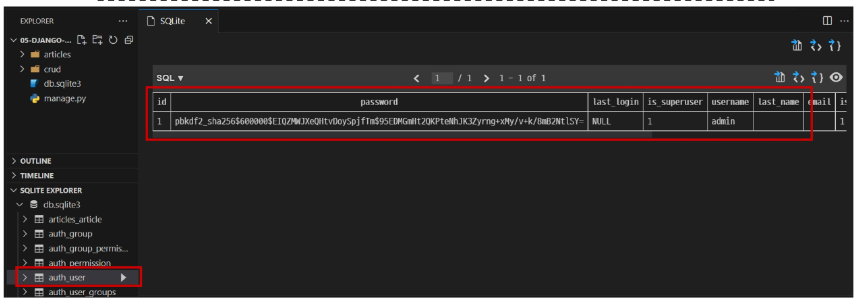 EXPLORER
SQLite
05-DJANGO-...
articles
crud
db.sqlite3
manage.py
OUTLINE
TIMELINE
SQLITE EXPLORER
db.sqlite3
articles_article
auth_group
auth_group_permis...
auth_permission
auth_user
auth_user_groups
SQL ▼
< 1 / 1 > 1 - 1 of 1
id password last_login is_superuser username last_name email is
1 pbkdf2_sha256$600000$EIQZMWJXeQHtvDoySpjfTm$95EDMGmHt2QKPteNhJK3Zyrng+xMy/v+k/8mB2NtlSY= NULL 1 admin 1